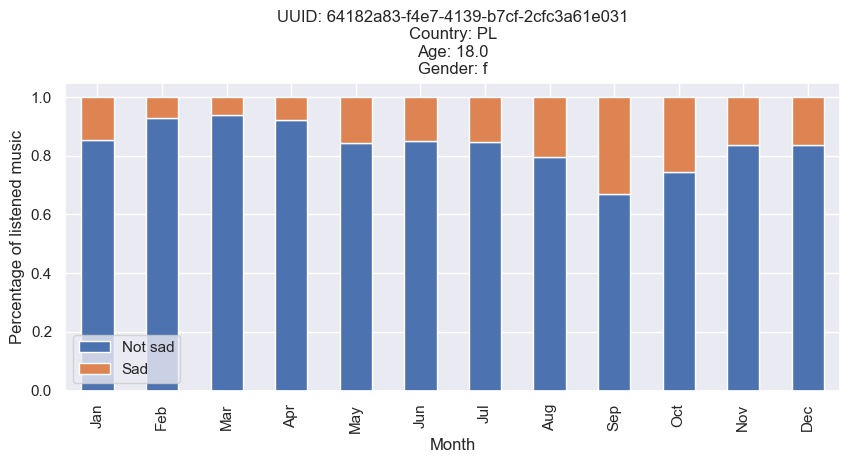 UUID: 64182a83-f4e7-4139-b7cf-2cfc3a61e031
Country: PL
Age: 18.0
Gender: f
Percentage of listened music
1.0
0.8
0.6
0.4
0.2
0.0
Not sad
Sad
Jan
Feb
Mar
Apr
May
Jun
Jul
Aug
Sep
Oct
Nov
Dec
Month